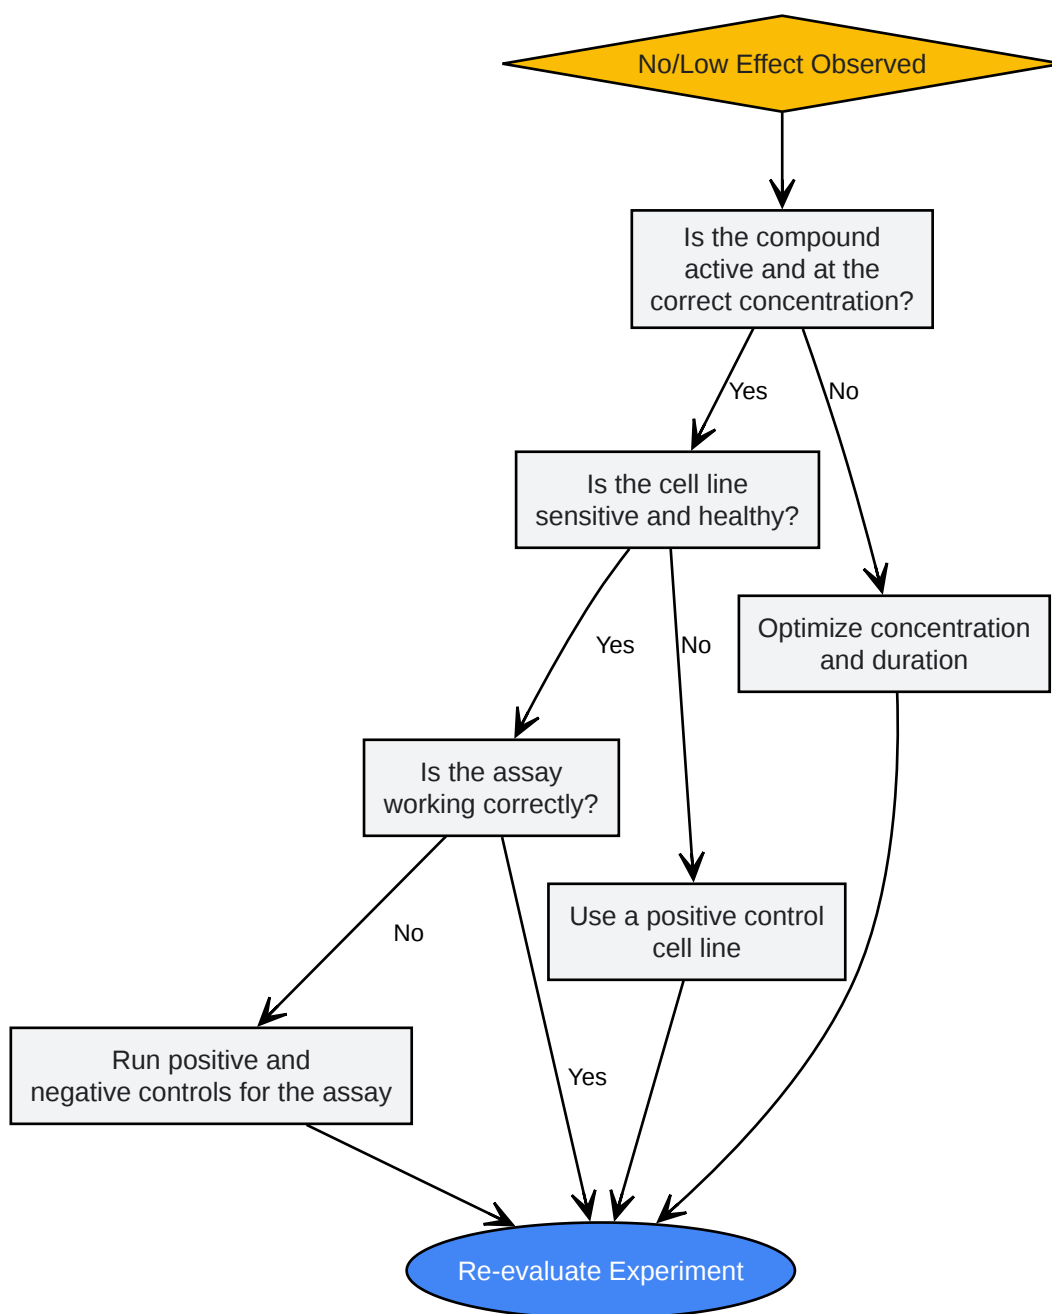 No/Low Effect Observed
Is the compound
active and at the
correct concentration?
Yes
No
Is the cell line
sensitive and healthy?
Optimize concentration
and duration
Yes
No
Is the assay
working correctly?
Use a positive control
cell line
No
Run positive and
negative controls for the assay
Yes
Re-evaluate Experiment